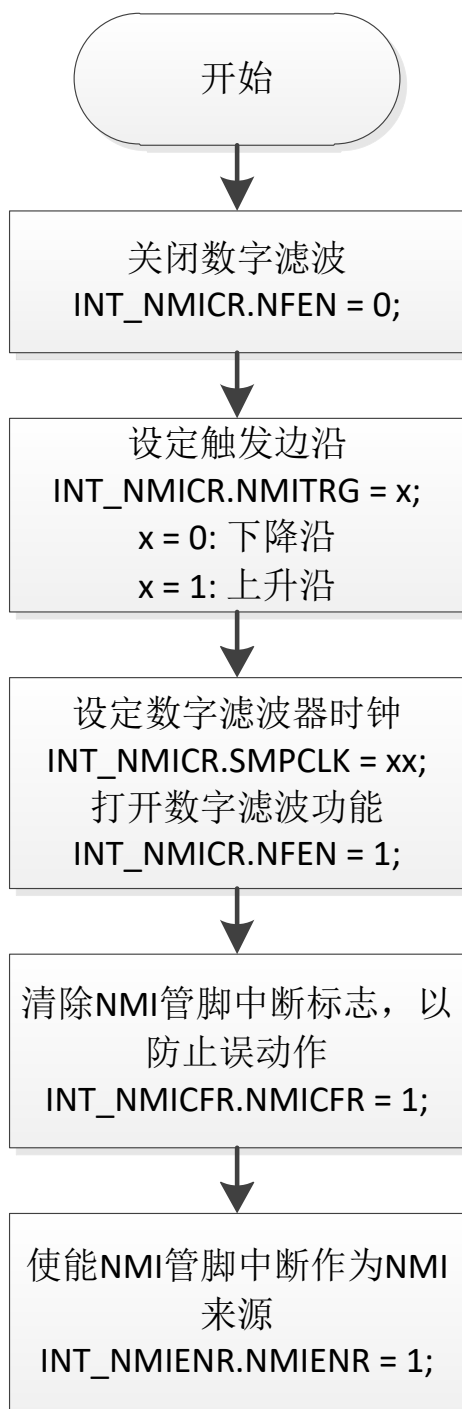 开始
关闭数字滤波
INT_NMICR.NFEN = 0;
设定触发边沿
INT_NMICR.NMITRG = x;
x = 0: 下降沿
x = 1: 上升沿
设定数字滤波器时钟
INT_NMICR.SMPCLK = xx;
打开数字滤波功能
INT_NMICR.NFEN = 1;
清除NMI管脚中断标志，以
防止误动作
INT_NMICFR.NMICFR = 1;
使能NMI管脚中断作为NMI
来源
INT_NMIENR.NMIENR = 1;